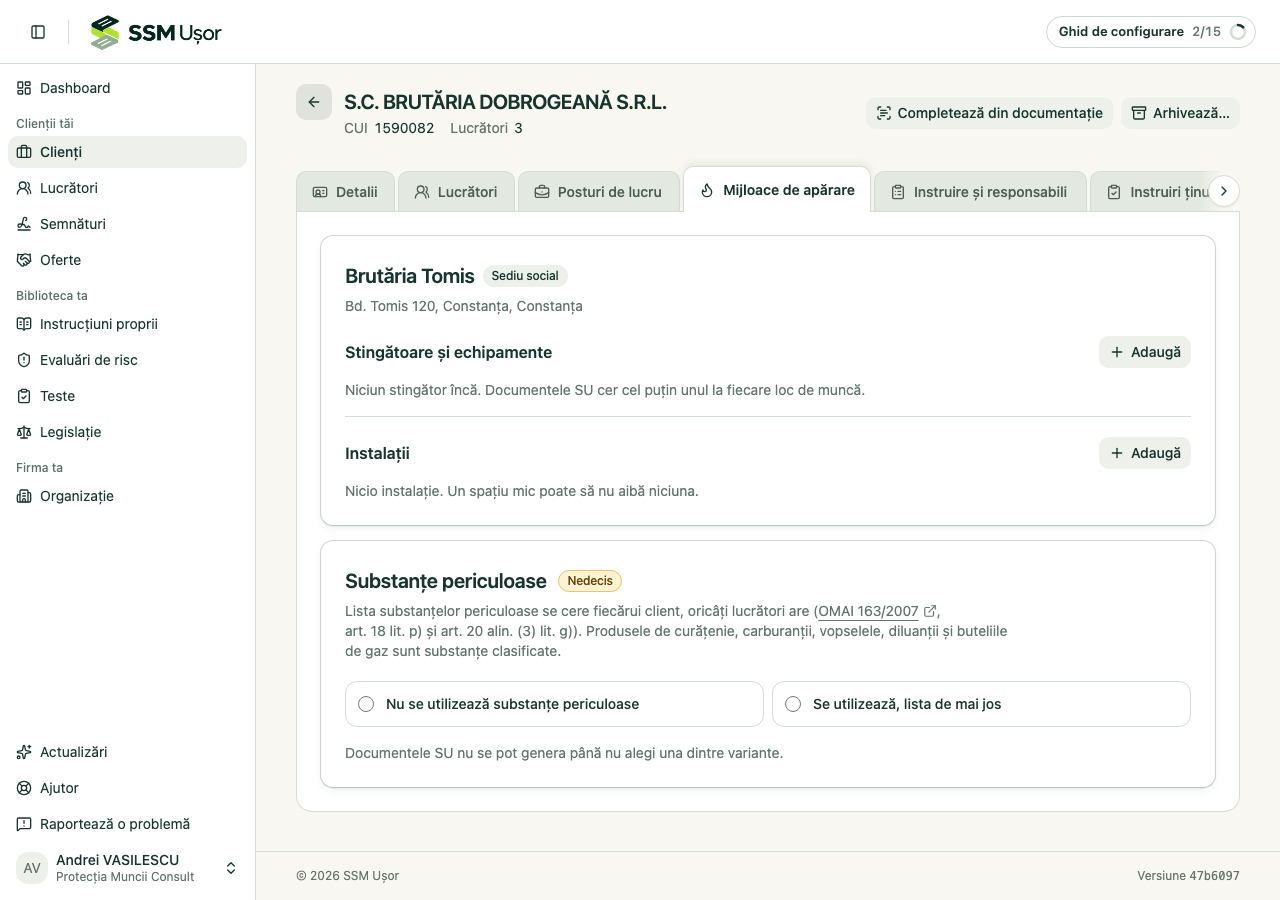 SSM Ușor
Ghid de configurare 2/15
Dashboard
Clienții tăi
Clienți
Lucrători
Semnături
Oferte
Biblioteca ta
Instrucțiuni proprii
Evaluări de risc
Teste
Legislație
Firma ta
Organizație
Actualizări
Ajutor
Raportează o problemă
AV
Andrei VASILESCU
Protecția Muncii Consult
S.C. BRUTĂRIA DOBROGEANĂ S.R.L.
CUI 1590082 Lucrători 3
Completează din documentație
Arhivează...
Detalii
Lucrători
Posturi de lucru
Mijloace de apărare
Instruire și responsabili
Instruiri ținu
Brutăria Tomis Sediu social
Bd. Tomis 120, Constanța, Constanța
Stingătoare și echipamente
Adaugă
Niciun stingător încă. Documentele SU cer cel puțin unul la fiecare loc de muncă.
Instalații
Adaugă
Nicio instalație. Un spațiu mic poate să nu aibă niciuna.
Substanțe periculoase Nedecis
Lista substanțelor periculoase se cere fiecărui client, oricâți lucrători are (OMAI 163/2007,
art. 18 lit. p) și art. 20 alin. (3) lit. g)). Produsele de curățenie, carburanții, vopselele, diluanții și buteliile
de gaz sunt substanțe clasificate.
Nu se utilizează substanțe periculoase
Se utilizează, lista de mai jos
Documentele SU nu se pot genera până nu alegi una dintre variante.
© 2026 SSM Ușor
Versiune 47b6097